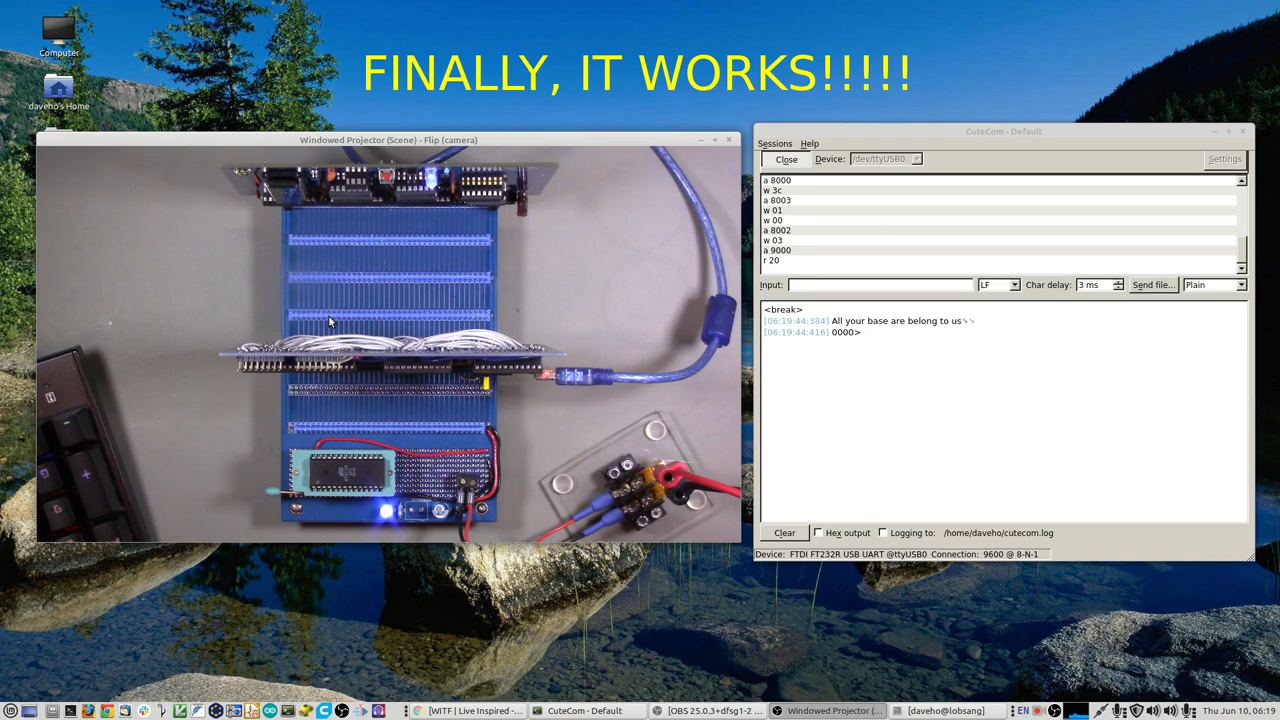 Computer
FINALLY, IT WORKS!!!!!
daveho's Home
Windowed Projector (Scene) - Flip (camera)
CuteCom - Default
Sessions Help
Close Device: /dev/ttyUSB0 Settings
a 8000
w 3c
a 8003
w 01
w 00
a 8002
w 03
a 9000
r 20
Input: LF Char delay: 3 ms Send file... Plain
<break>
[06:19:44:384] All your base are belong to us␊␊
[06:19:44:416] 0000>
Clear Hex output Logging to: /home/daveho/cutecom.log
Device: FTDI FT232R USB UART @ttyUSB0 Connection: 9600 @ 8-N-1
[WITF | Live Inspired -... CuteCom - Default [OBS 25.0.3+dfsg1-2 ... Windowed Projector (... [daveho@lobsang] EN Thu Jun 10, 06:19